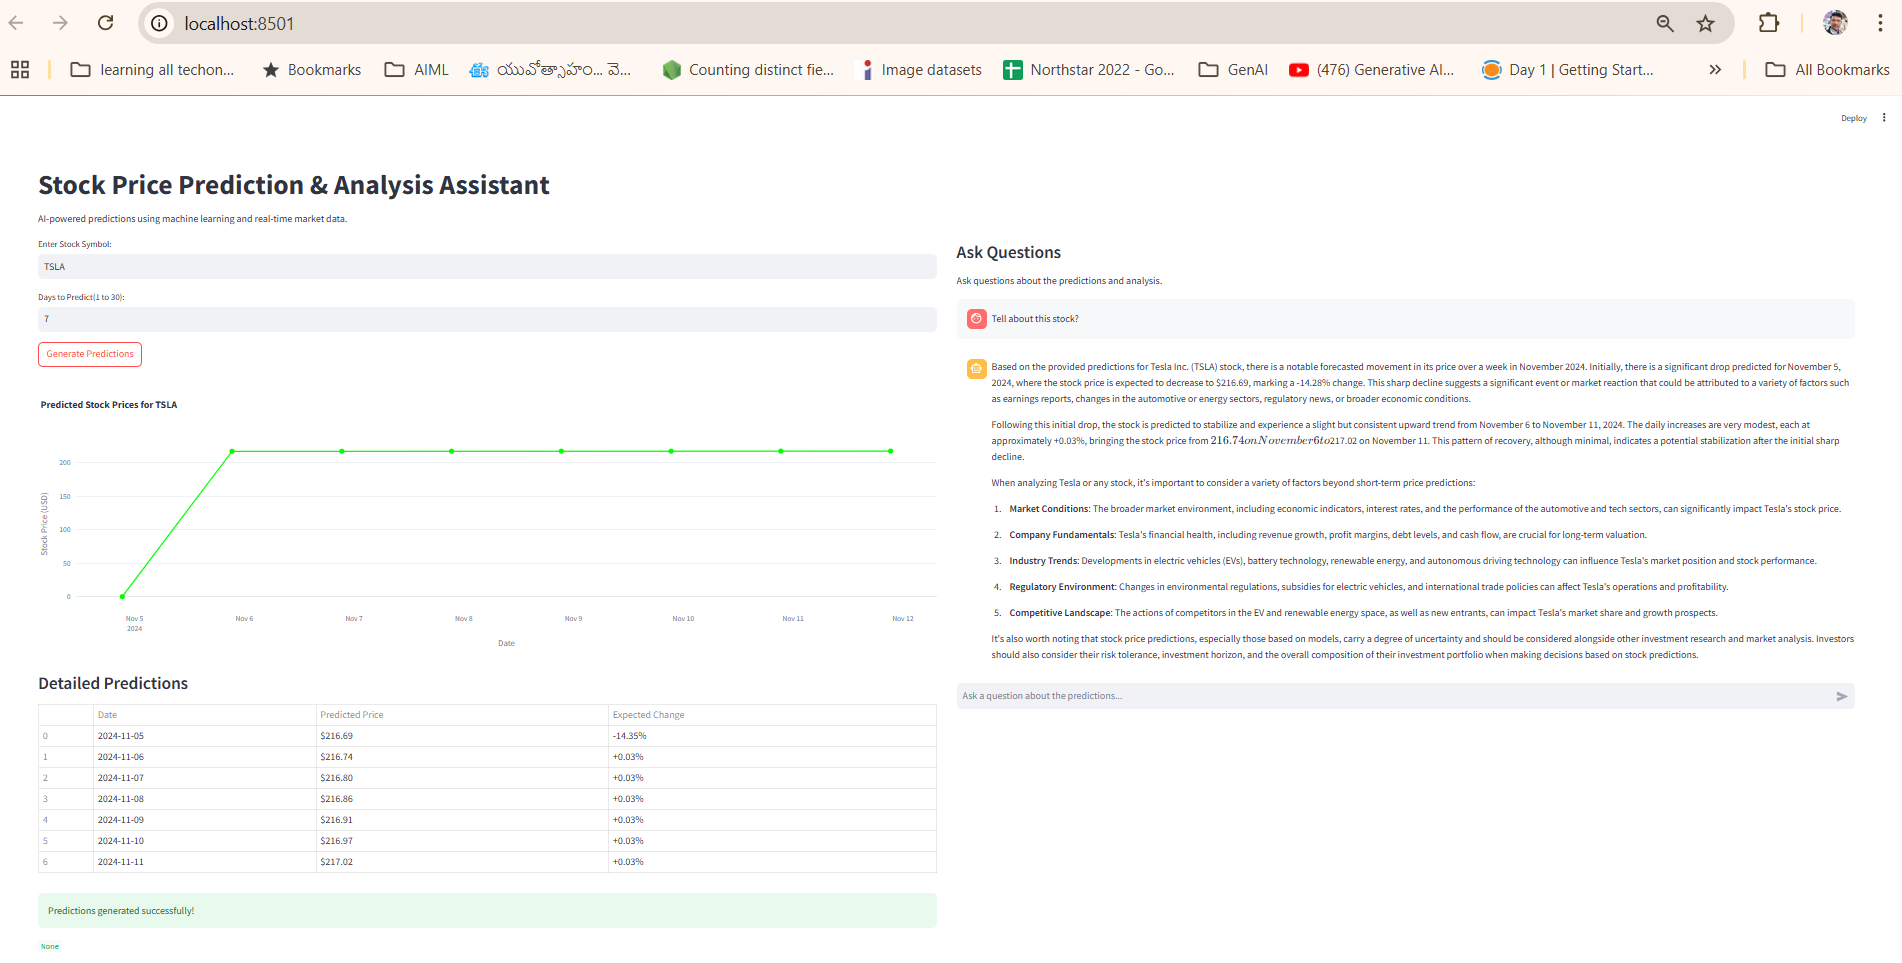 localhost:8501
learning all techon...
Bookmarks
AIML
యువోత్సాహం... వె...
Counting distinct fie...
Image datasets
Northstar 2022 - Go...
GenAI
(476) Generative AI...
Day 1 | Getting Start...
All Bookmarks
Deploy
Stock Price Prediction & Analysis Assistant
AI-powered predictions using machine learning and real-time market data.
Enter Stock Symbol:
TSLA
Days to Predict(1 to 30):
7
Generate Predictions
Predicted Stock Prices for TSLA
Stock Price (USD)
200
150
100
50
0
Nov 5 Nov 6 Nov 7 Nov 8 Nov 9 Nov 10 Nov 11 Nov 12
2024
Date
Detailed Predictions
Date Predicted Price Expected Change
0 2024-11-05 $216.69 -14.35%
1 2024-11-06 $216.74 +0.03%
2 2024-11-07 $216.80 +0.03%
3 2024-11-08 $216.86 +0.03%
4 2024-11-09 $216.91 +0.03%
5 2024-11-10 $216.97 +0.03%
6 2024-11-11 $217.02 +0.03%
Predictions generated successfully!
None
Ask Questions
Ask questions about the predictions and analysis.
Tell about this stock?
Based on the provided predictions for Tesla Inc. (TSLA) stock, there is a notable forecasted movement in its price over a week in November 2024. Initially, there is a significant drop predicted for November 5,
2024, where the stock price is expected to decrease to $216.69, marking a -14.28% change. This sharp decline suggests a significant event or market reaction that could be attributed to a variety of factors such
as earnings reports, changes in the automotive or energy sectors, regulatory news, or broader economic conditions.
Following this initial drop, the stock is predicted to stabilize and experience a slight but consistent upward trend from November 6 to November 11, 2024. The daily increases are very modest, each at
approximately +0.03%, bringing the stock price from 216.74onNovember6to217.02 on November 11. This pattern of recovery, although minimal, indicates a potential stabilization after the initial sharp
decline.
When analyzing Tesla or any stock, it's important to consider a variety of factors beyond short-term price predictions:
1. Market Conditions: The broader market environment, including economic indicators, interest rates, and the performance of the automotive and tech sectors, can significantly impact Tesla's stock price.
2. Company Fundamentals: Tesla's financial health, including revenue growth, profit margins, debt levels, and cash flow, are crucial for long-term valuation.
3. Industry Trends: Developments in electric vehicles (EVs), battery technology, renewable energy, and autonomous driving technology can influence Tesla's market position and stock performance.
4. Regulatory Environment: Changes in environmental regulations, subsidies for electric vehicles, and international trade policies can affect Tesla's operations and profitability.
5. Competitive Landscape: The actions of competitors in the EV and renewable energy space, as well as new entrants, can impact Tesla's market share and growth prospects.
It's also worth noting that stock price predictions, especially those based on models, carry a degree of uncertainty and should be considered alongside other investment research and market analysis. Investors
should also consider their risk tolerance, investment horizon, and the overall composition of their investment portfolio when making decisions based on stock predictions.
Ask a question about the predictions...